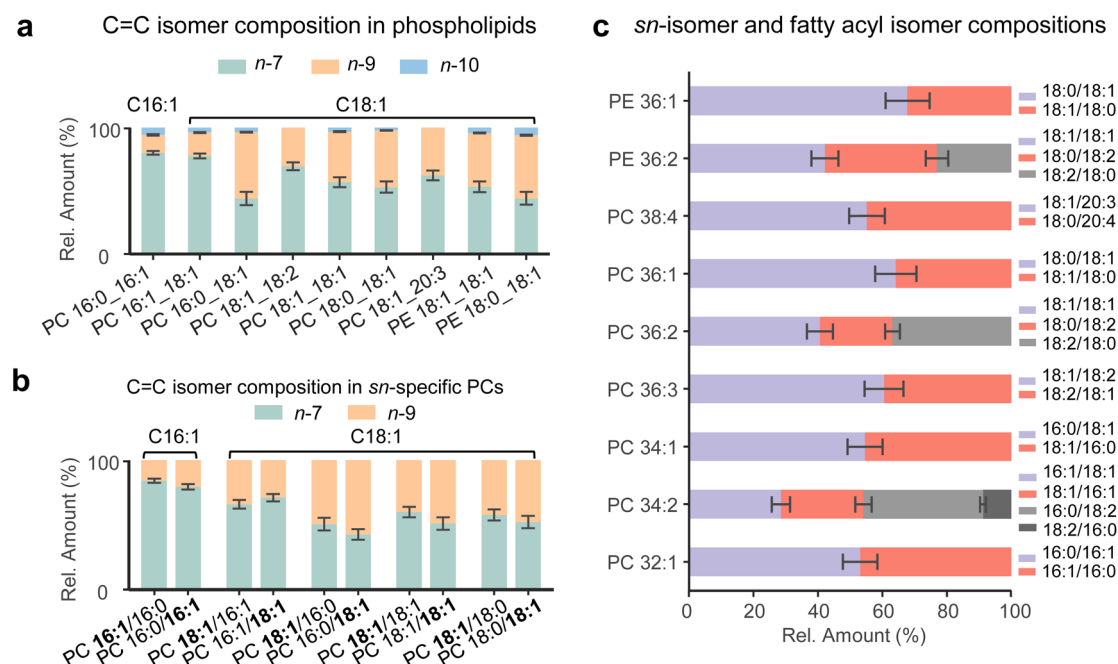 a
C=C isomer composition in phospholipids
n-7
n-9
n-10
C16:1
C18:1
Rel. Amount (%)
100
0
PC 16:0_16:1
PC 16:1_18:1
PC 16:0_18:1
PC 18:1_18:2
PC 18:1_18:1
PC 18:0_18:1
PC 18:1_20:3
PE 18:1_18:1
PE 18:0_18:1
b
C=C isomer composition in sn-specific PCs
n-7
n-9
C16:1
C18:1
Rel. Amount (%)
100
0
PC 16:1/16:0
PC 16:0/16:1
PC 18:1/16:1
PC 16:1/18:1
PC 18:1/16:0
PC 16:0/18:1
PC 18:1/18:1
PC 18:1/18:1
PC 18:1/18:0
PC 18:0/18:1
c
sn-isomer and fatty acyl isomer compositions
PE 36:1
18:0/18:1
18:1/18:0
PE 36:2
18:1/18:1
18:0/18:2
18:2/18:0
PC 38:4
18:1/20:3
18:0/20:4
PC 36:1
18:0/18:1
18:1/18:0
PC 36:2
18:1/18:1
18:0/18:2
18:2/18:0
PC 36:3
18:1/18:2
18:2/18:1
PC 34:1
16:0/18:1
18:1/16:0
PC 34:2
16:1/18:1
18:1/16:1
16:0/18:2
18:2/16:0
PC 32:1
16:0/16:1
16:1/16:0
0
20
40
60
80
100
Rel. Amount (%)